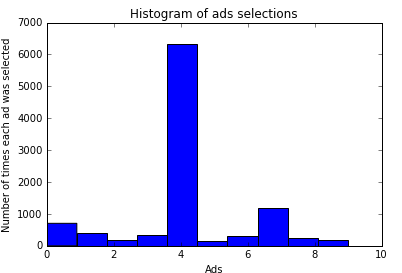 Histogram of ads selections
Number of times each ad was selected
7000
6000
5000
4000
3000
2000
1000
0
0 2 4 6 8 10
Ads